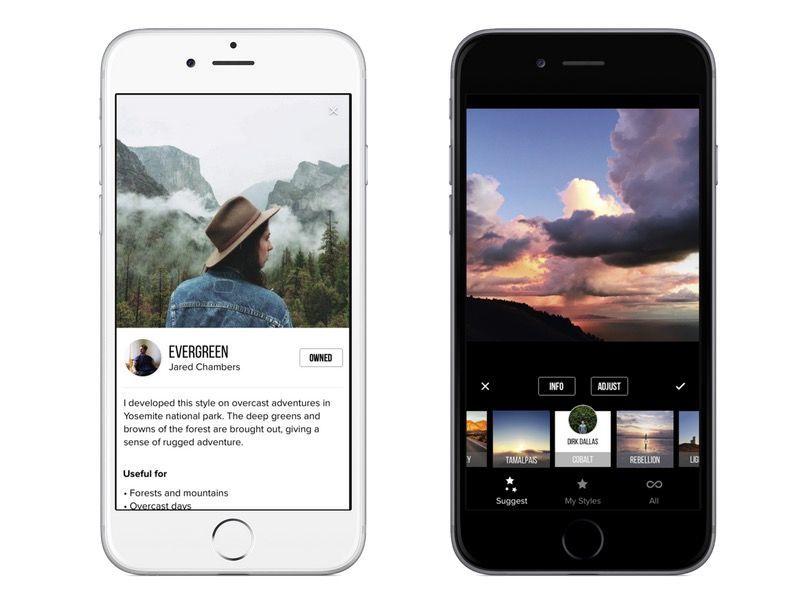 EVERGREEN
Jared Chambers
OWNED
I developed this style on overcast adventures in
Yosemite national park. The deep greens and
browns of the forest are brought out, giving a
sense of rugged adventure.
Useful for
• Forests and mountains
• Overcast days
INFO
ADJUST
Y
TAMALPAIS
DIRK DALLAS
COBALT
REBELLION
LIG
Suggest
My Styles
All